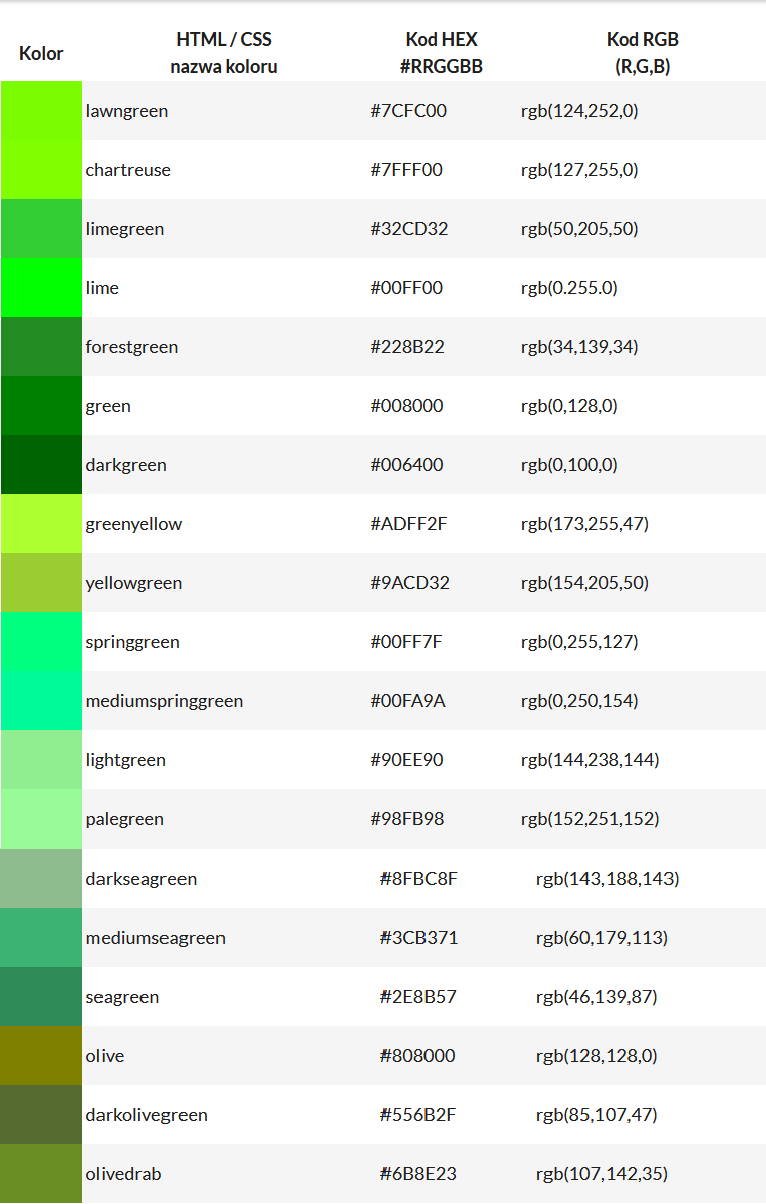 Kolor HTML / CSS nazwa koloru Kod HEX #RRGGBB Kod RGB (R,G,B)
lawngreen #7CFC00 rgb(124,252,0)
chartreuse #7FFF00 rgb(127,255,0)
limegreen #32CD32 rgb(50,205,50)
lime #00FF00 rgb(0.255.0)
forestgreen #228B22 rgb(34,139,34)
green #008000 rgb(0,128,0)
darkgreen #006400 rgb(0,100,0)
greenyellow #ADFF2F rgb(173,255,47)
yellowgreen #9ACD32 rgb(154,205,50)
springgreen #00FF7F rgb(0,255,127)
mediumspringgreen #00FA9A rgb(0,250,154)
lightgreen #90EE90 rgb(144,238,144)
palegreen #98FB98 rgb(152,251,152)
darkseagreen #8FBC8F rgb(143,188,143)
mediumseagreen #3CB371 rgb(60,179,113)
seagreen #2E8B57 rgb(46,139,87)
olive #808000 rgb(128,128,0)
darkolivegreen #556B2F rgb(85,107,47)
olivedrab #6B8E23 rgb(107,142,35)